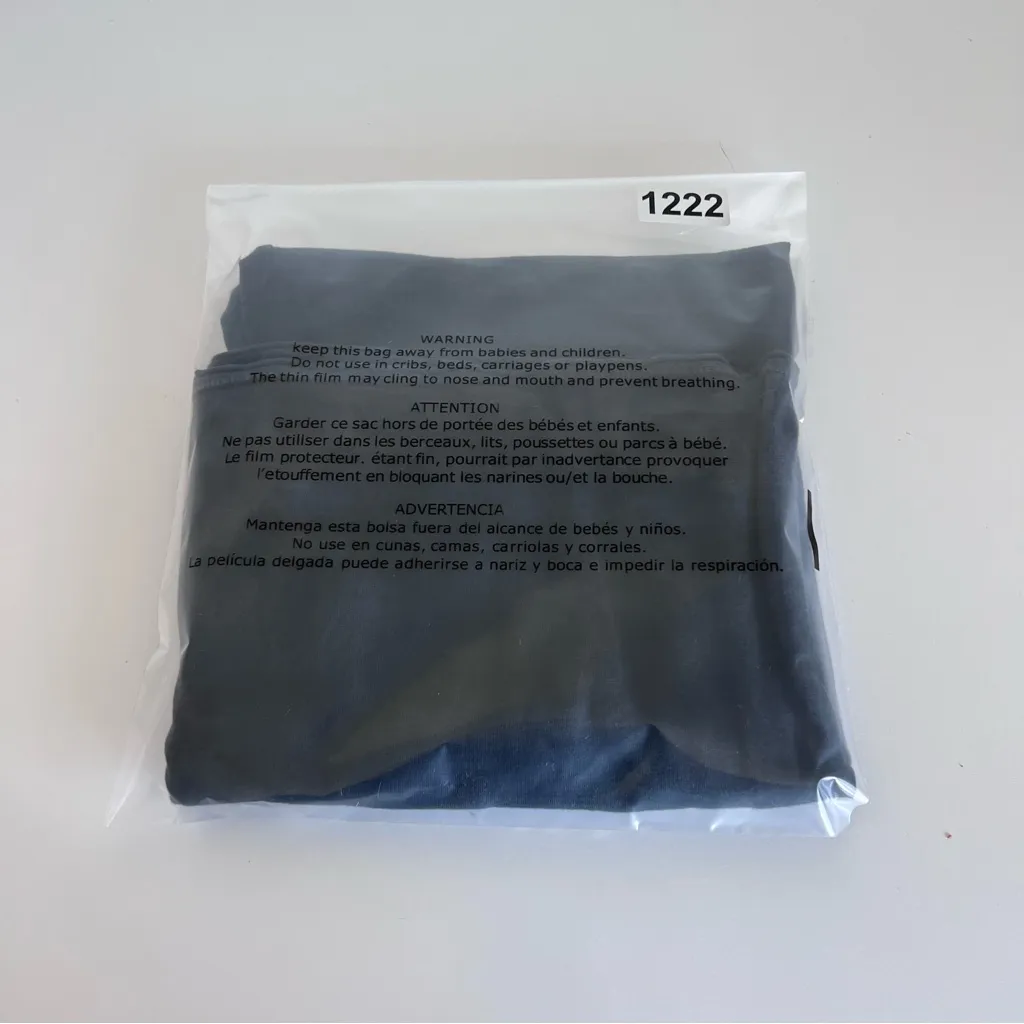 1222
WARNING
Keep this bag away from babies and children.
Do not use in cribs, beds, carriages or playpens.
The thin film may cling to nose and mouth and prevent breathing.
ATTENTION
Garder ce sac hors de portée des bébés et enfants.
Ne pas utiliser dans les berceaux, lits, poussettes ou parcs à bébé.
Le film protecteur. étant fin, pourrait par inadvertance provoquer
l'etouffement en bloquant les narines ou/et la bouche.
ADVERTENCIA
Mantenga esta bolsa fuera del alcance de bebés y niños.
No use en cunas, camas, carriolas y corrales.
La película delgada puede adherirse a nariz y boca e impedir la respiración.